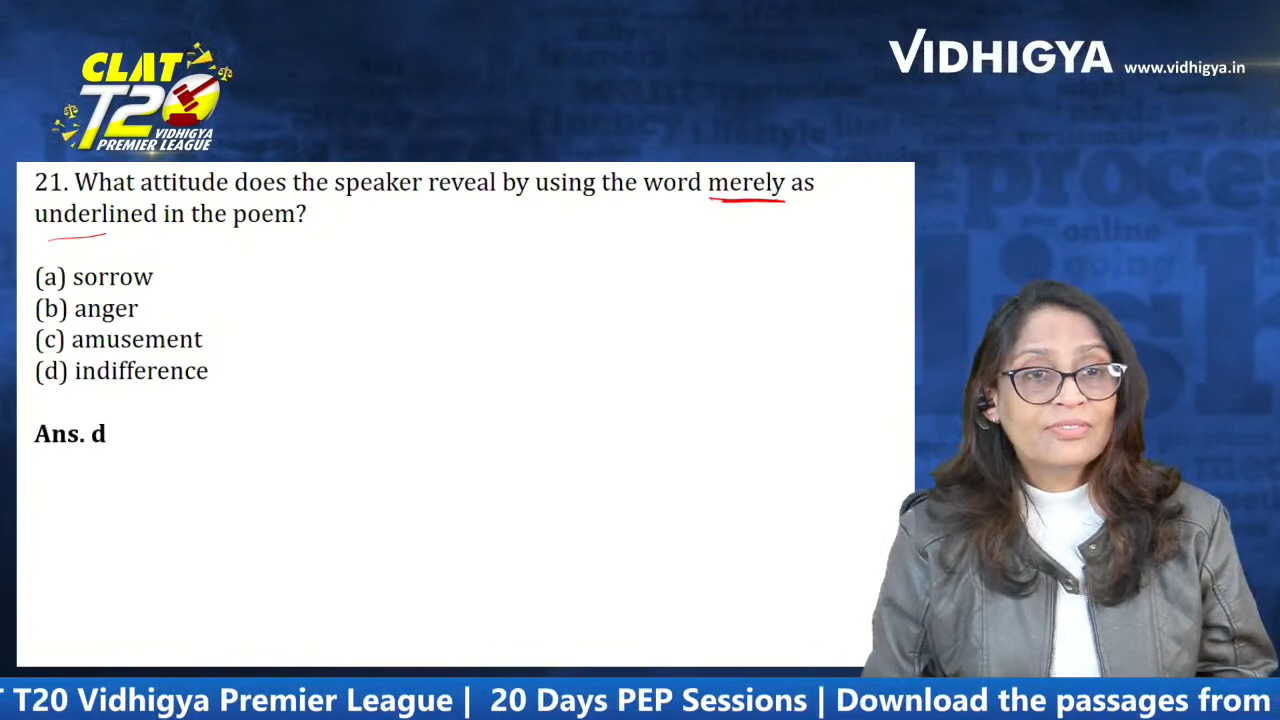 CLAT
T20
VIDHIGYA
PREMIER LEAGUE
VIDHIGYA www.vidhigya.in
21. What attitude does the speaker reveal by using the word merely as
underlined in the poem?
(a) sorrow
(b) anger
(c) amusement
(d) indifference
Ans. d
online
going
T20 Vidhigya Premier League | 20 Days PEP Sessions | Download the passages from